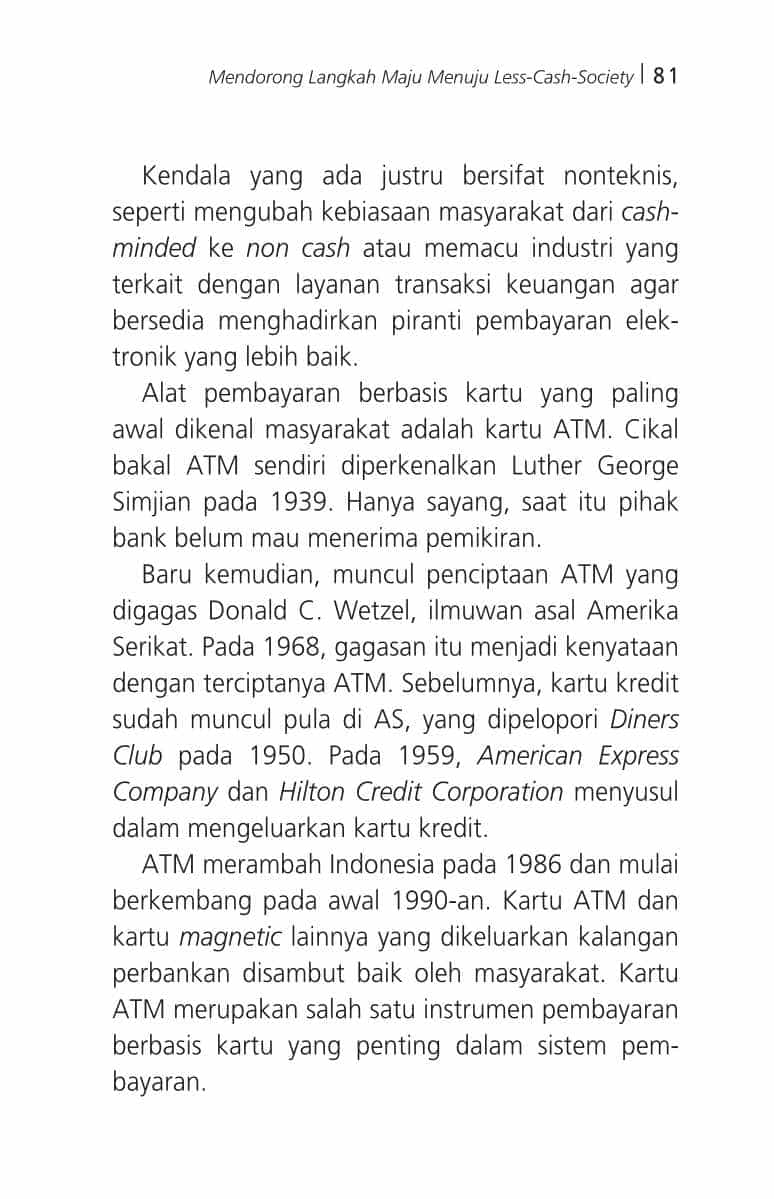 Mendorong Langkah Maju Menuju Less-Cash-Society | 81
Kendala yang ada justru bersifat nonteknis,
seperti mengubah kebiasaan masyarakat dari cash-
minded ke non cash atau memacu industri yang
terkait dengan layanan transaksi keuangan agar
bersedia menghadirkan piranti pembayaran elek-
tronik yang lebih baik.
Alat pembayaran berbasis kartu yang paling
awal dikenal masyarakat adalah kartu ATM. Cikal
bakal ATM sendiri diperkenalkan Luther George
Simjian pada 1939. Hanya sayang, saat itu pihak
bank belum mau menerima pemikiran.
Baru kemudian, muncul penciptaan ATM yang
digagas Donald C. Wetzel, ilmuwan asal Amerika
Serikat. Pada 1968, gagasan itu menjadi kenyataan
dengan terciptanya ATM. Sebelumnya, kartu kredit
sudah muncul pula di AS, yang dipelopori Diners
Club pada 1950. Pada 1959, American Express
Company dan Hilton Credit Corporation menyusul
dalam mengeluarkan kartu kredit.
ATM merambah Indonesia pada 1986 dan mulai
berkembang pada awal 1990-an. Kartu ATM dan
kartu magnetic lainnya yang dikeluarkan kalangan
perbankan disambut baik oleh masyarakat. Kartu
ATM merupakan salah satu instrumen pembayaran
berbasis kartu yang penting dalam sistem pem-
bayaran.